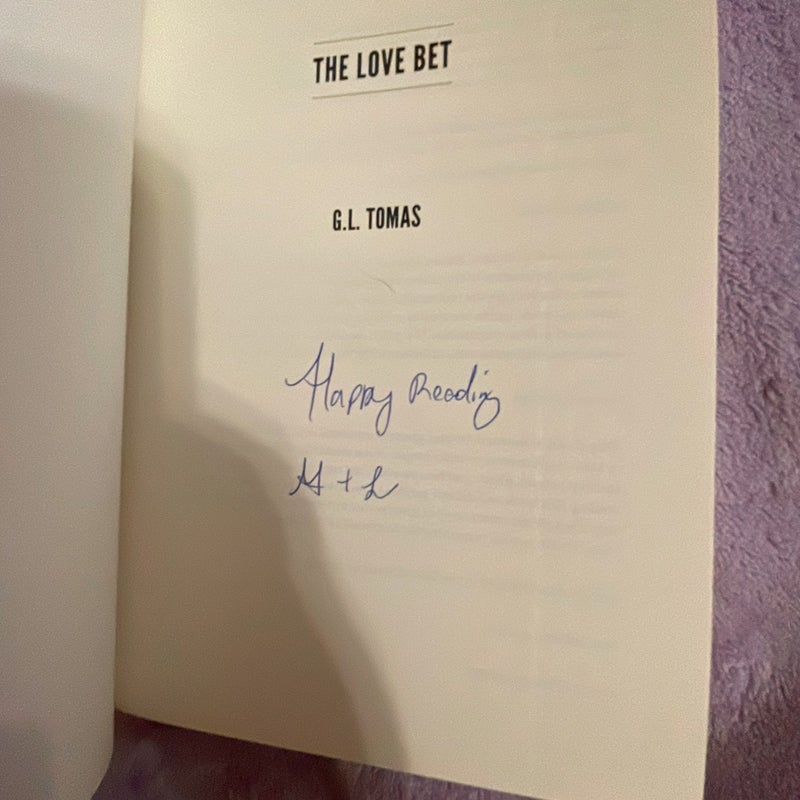 THE LOVE BET
G.L. TOMAS
Happy Reading
G + L